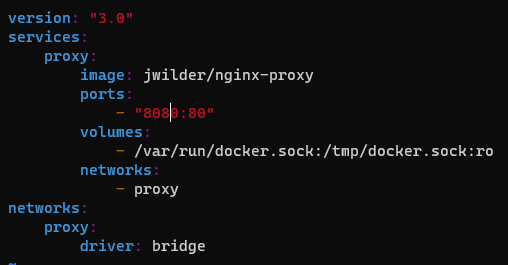 version: "3.0"
services:
    proxy:
        image: jwilder/nginx-proxy
        ports:
            - "8080:80"
        volumes:
            - /var/run/docker.sock:/tmp/docker.sock:ro
        networks:
            - proxy
networks:
    proxy:
        driver: bridge
~